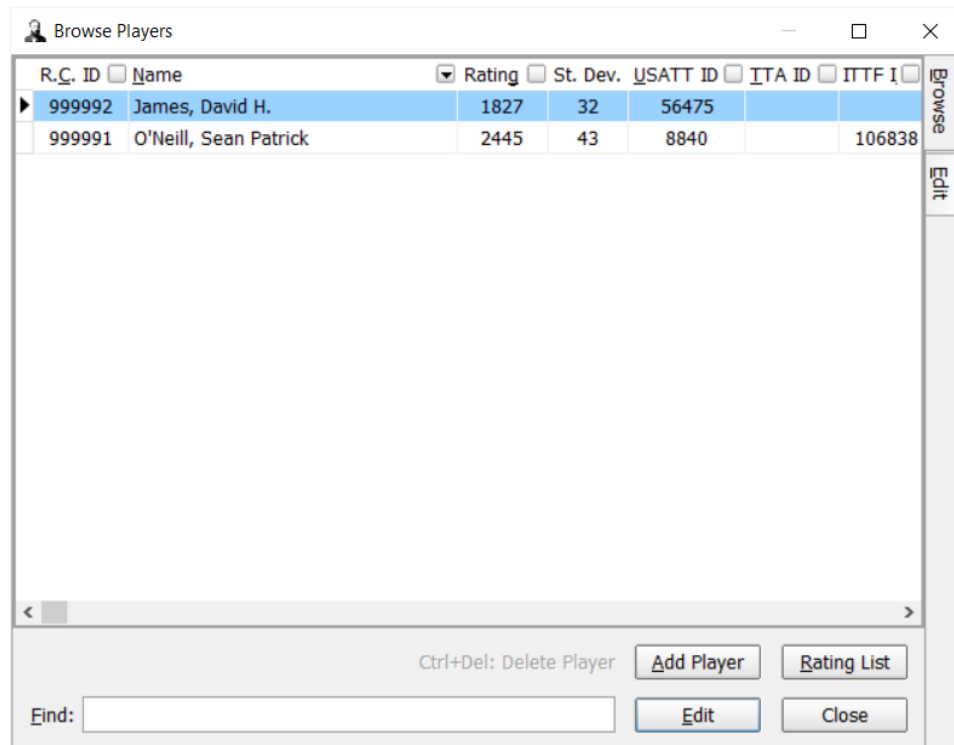 Browse Players
R.C. ID Name Rating St. Dev. USATT ID TTA ID ITTF I
999992 James, David H. 1827 32 56475
999991 O'Neill, Sean Patrick 2445 43 8840 106838
Browse
Edit
Ctrl+Del: Delete Player Add Player Rating List
Find: Edit Close